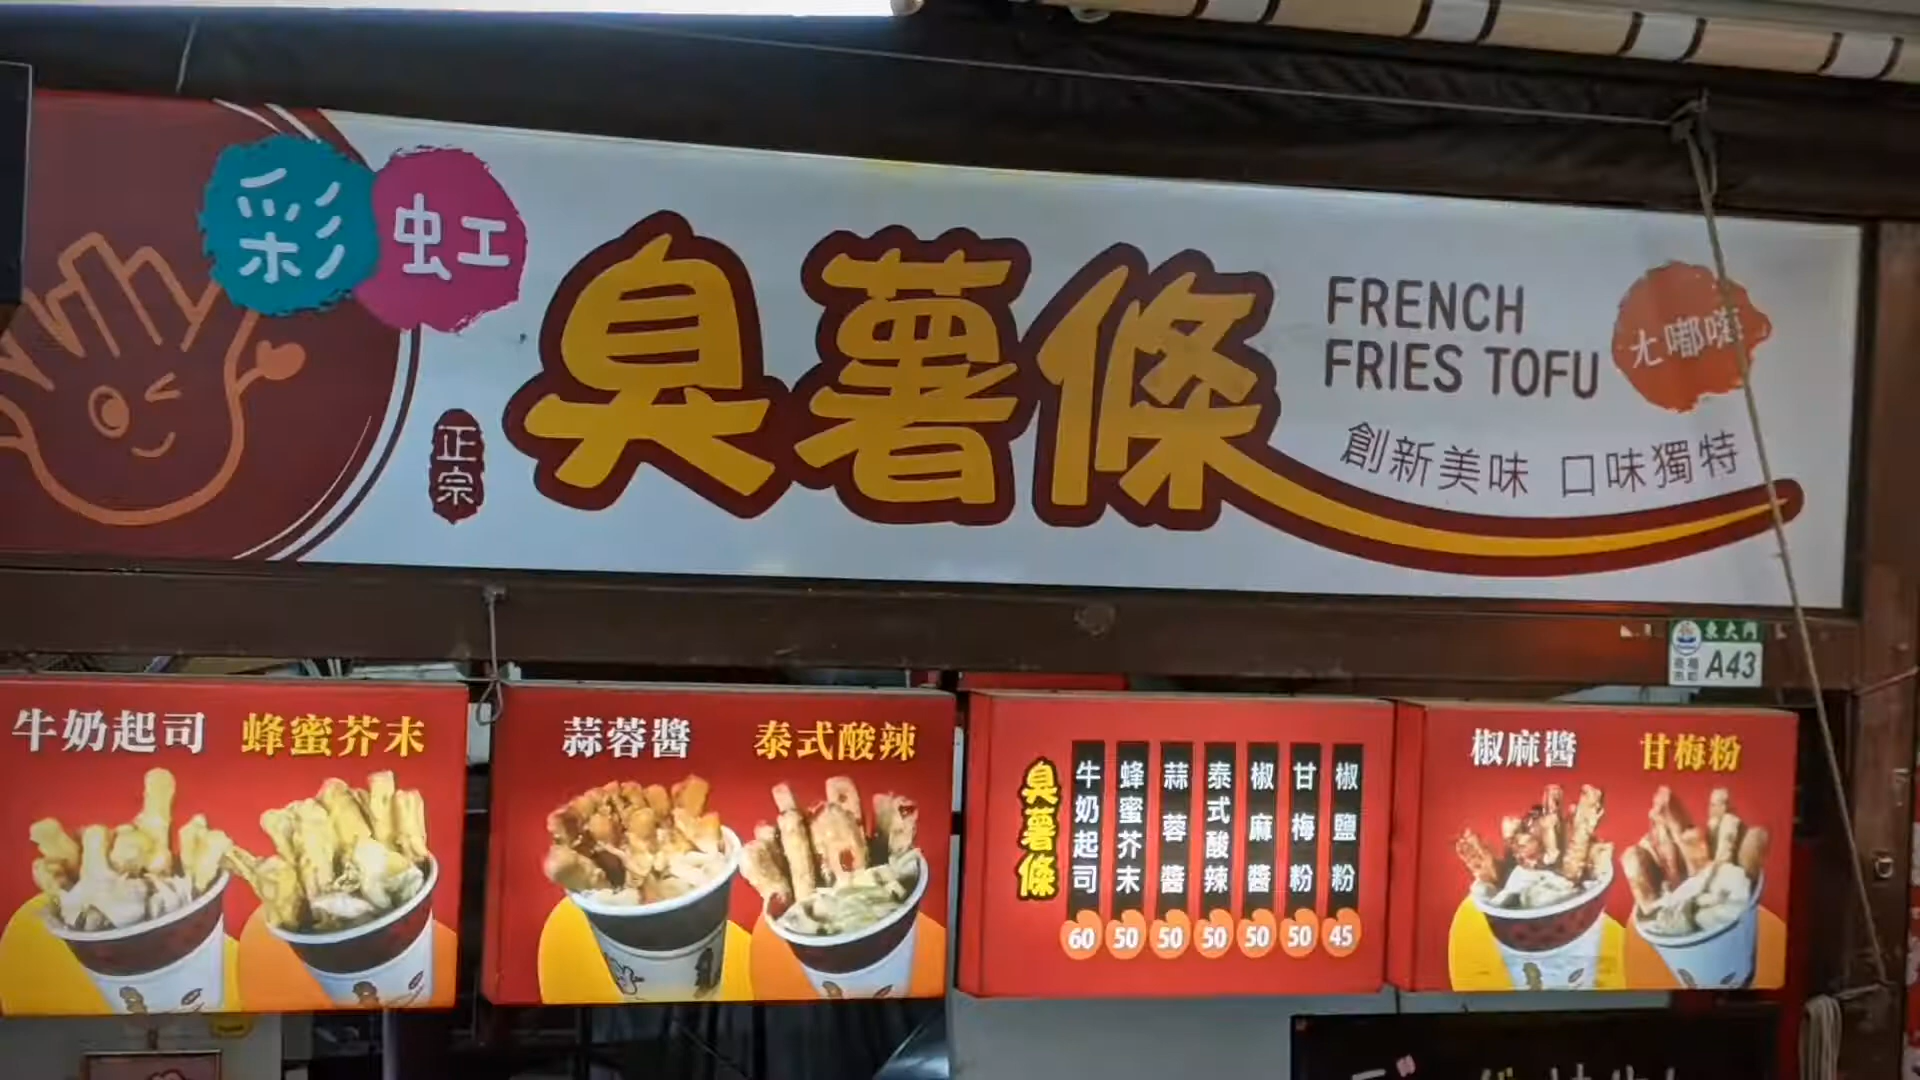 彩虹
正宗
臭薯條
FRENCH
FRIES TOFU
ㄤ嘟嘍
創新美味 口味獨特
東大門
A43
牛奶起司 蜂蜜芥末
蒜蓉醬 泰式酸辣
臭薯條
牛奶起司 60
蜂蜜芥末 50
蒜蓉醬 50
泰式酸辣 50
椒麻醬 50
甘梅粉 50
椒鹽粉 45
椒麻醬 甘梅粉